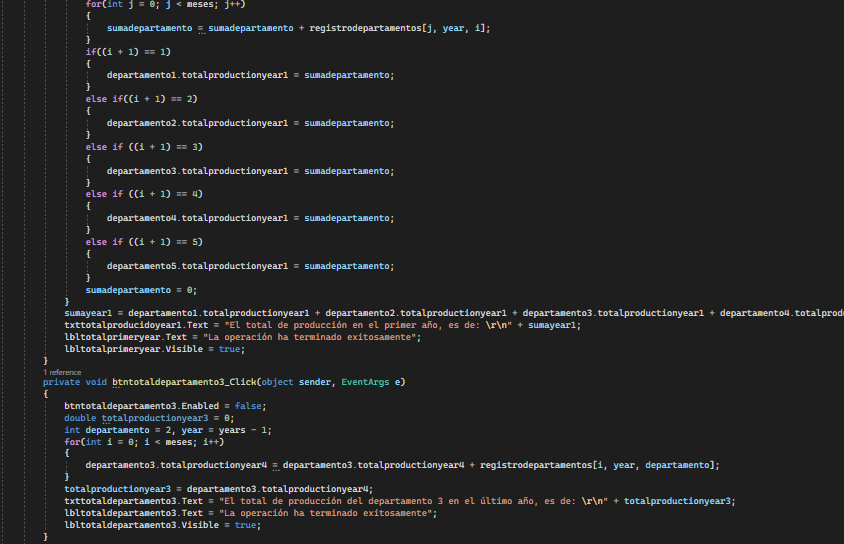 for(int j = 0; j < meses; j++)
{
sumadepartamento = sumadepartamento + registrodepartamentos[j, year, i];
}
if((i + 1) == 1)
{
departamento1.totalproductionyear1 = sumadepartamento;
}
else if((i + 1) == 2)
{
departamento2.totalproductionyear1 = sumadepartamento;
}
else if ((i + 1) == 3)
{
departamento3.totalproductionyear1 = sumadepartamento;
}
else if ((i + 1) == 4)
{
departamento4.totalproductionyear1 = sumadepartamento;
}
else if ((i + 1) == 5)
{
departamento5.totalproductionyear1 = sumadepartamento;
}
sumadepartamento = 0;
}
sumayear1 = departamento1.totalproductionyear1 + departamento2.totalproductionyear1 + departamento3.totalproductionyear1 + departamento4.totalprod
txttotalproducidoyear1.Text = "El total de producción en el primer año, es de: \r\n" + sumayear1;
lbltotalprimeryear.Text = "La operación ha terminado exitosamente";
lbltotalprimeryear.Visible = true;
}
1 reference
private void btntotaldepartamento3_Click(object sender, EventArgs e)
{
btntotaldepartamento3.Enabled = false;
double totalproductionyear3 = 0;
int departamento = 2, year = years - 1;
for(int i = 0; i < meses; i++)
{
departamento3.totalproductionyear4 = departamento3.totalproductionyear4 + registrodepartamentos[i, year, departamento];
}
totalproductionyear3 = departamento3.totalproductionyear4;
txttotaldepartamento3.Text = "El total de producción del departamento 3 en el último año, es de: \r\n" + totalproductionyear3;
lbltotaldepartamento3.Text = "La operación ha terminado exitosamente";
lbltotaldepartamento3.Visible = true;
}